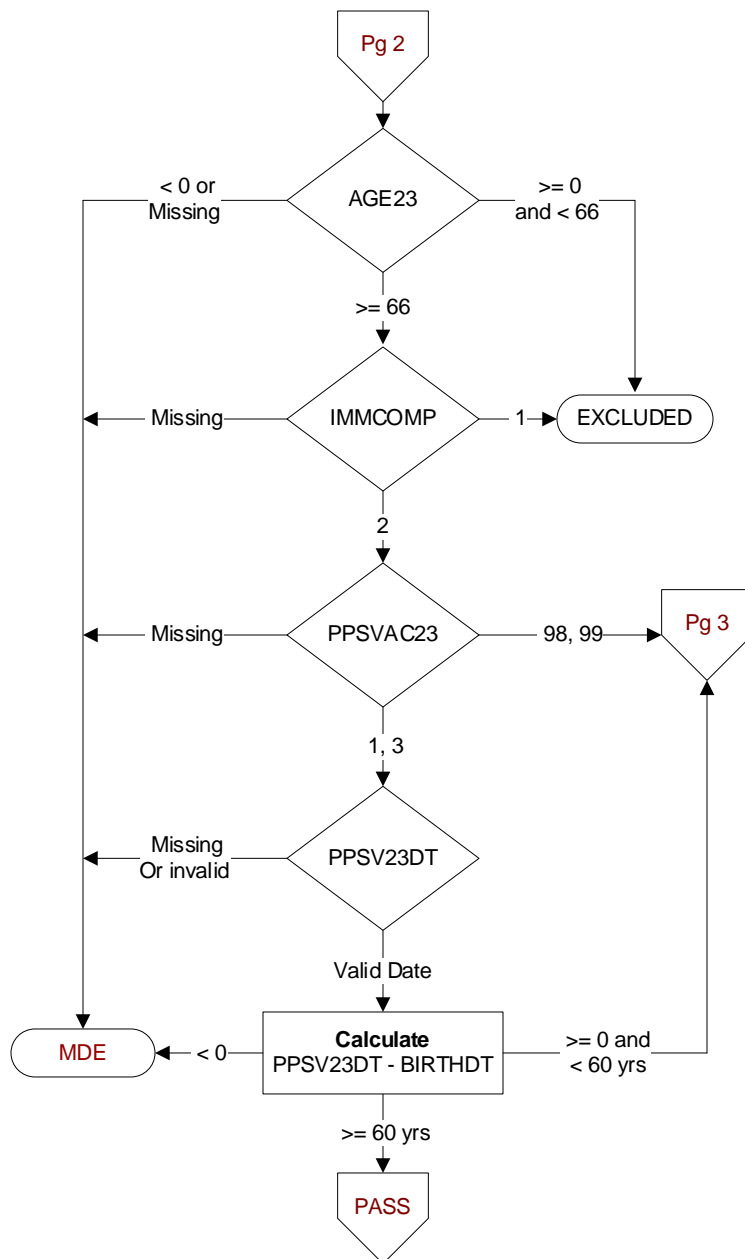 Pg 2
< 0 or
Missing
AGE23
>= 0
and < 66
>= 66
Missing
IMMCOMP
1
EXCLUDED
2
Missing
PPSVAC23
98, 99
Pg 3
1, 3
Missing
Or invalid
PPSV23DT
Valid Date
MDE
< 0
Calculate
PPSV23DT - BIRTHDT
>= 0 and
< 60 yrs
>= 60 yrs
PASS